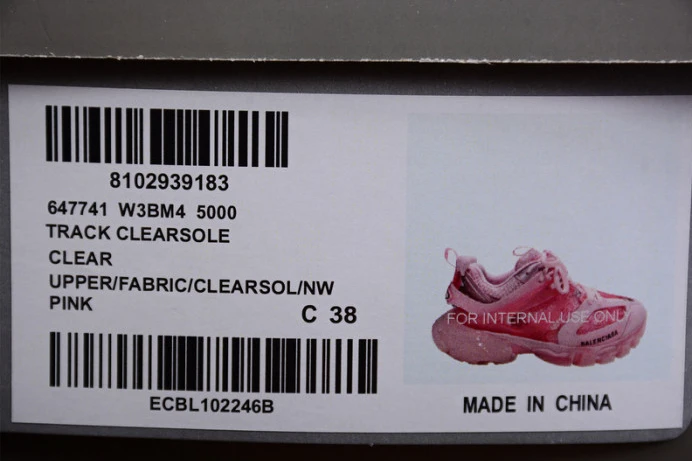 8102939183
647741 W3BM4 5000
TRACK CLEARSOLE
CLEAR
UPPER/FABRIC/CLEARSOL/NW
PINK
C 38
ECBL102246B
FOR INTERNAL USE ONLY
BALENCIAGA
MADE IN CHINA